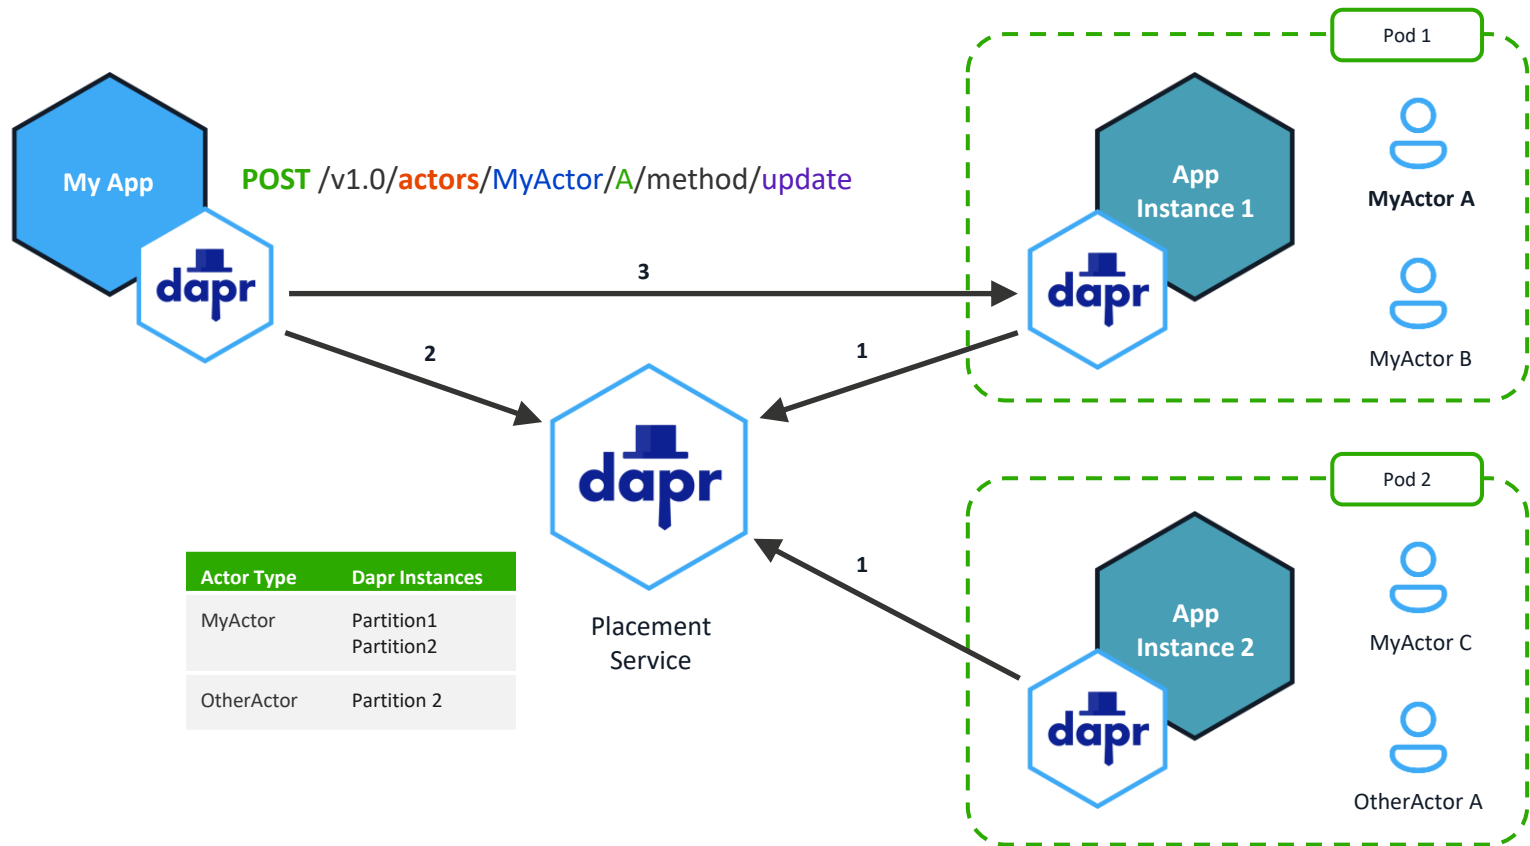 Pod 1
My App
POST /v1.0/actors/MyActor/A/method/update
App
Instance 1
MyActor A
dapr
3
dapr
MyActor B
2
1
dapr
Placement
Service
Pod 2
1
App
Instance 2
MyActor C
dapr
OtherActor A
Actor Type Dapr Instances
MyActor Partition1
Partition2
OtherActor Partition 2